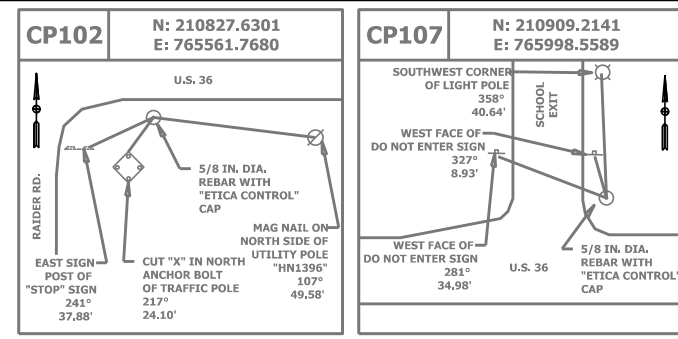 CP102
N: 210827.6301
E: 765561.7680
U.S. 36
RAIDER RD.
5/8 IN. DIA.
REBAR WITH
"ETICA CONTROL"
CAP
MAG NAIL ON
NORTH SIDE OF
UTILITY POLE
"HN1396"
107°
49.58'
EAST SIGN
POST OF
"STOP" SIGN
241°
37.88'
CUT "X" IN NORTH
ANCHOR BOLT
OF TRAFFIC POLE
217°
24.10'
CP107
N: 210909.2141
E: 765998.5589
SOUTHWEST CORNER
OF LIGHT POLE
358°
40.64'
SCHOOL
EXIT
WEST FACE OF
DO NOT ENTER SIGN
327°
8.93'
WEST FACE OF
DO NOT ENTER SIGN
281°
34.98'
U.S. 36
5/8 IN. DIA.
REBAR WITH
"ETICA CONTROL"
CAP